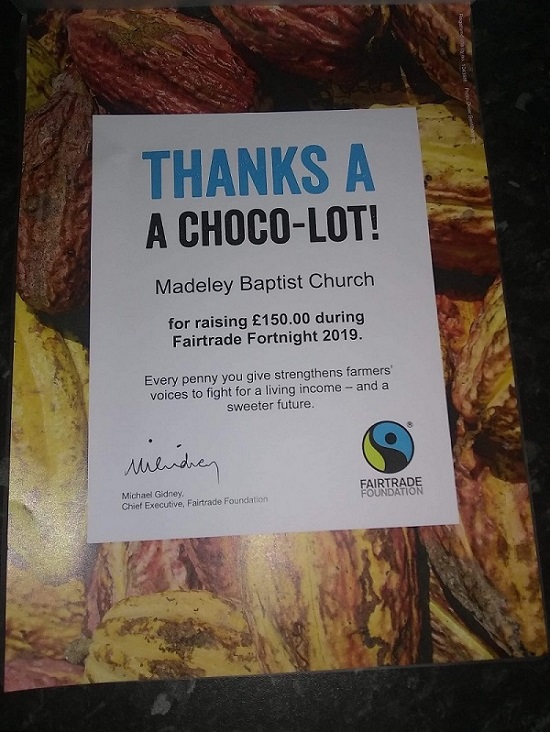 THANKS A
A CHOCO-LOT!
Madeley Baptist Church
for raising £150.00 during
Fairtrade Fortnight 2019.
Every penny you give strengthens farmers'
voices to fight for a living income – and a
sweeter future.
Michael Gidney,
Chief Executive, Fairtrade Foundation
®
FAIRTRADE
FOUNDATION